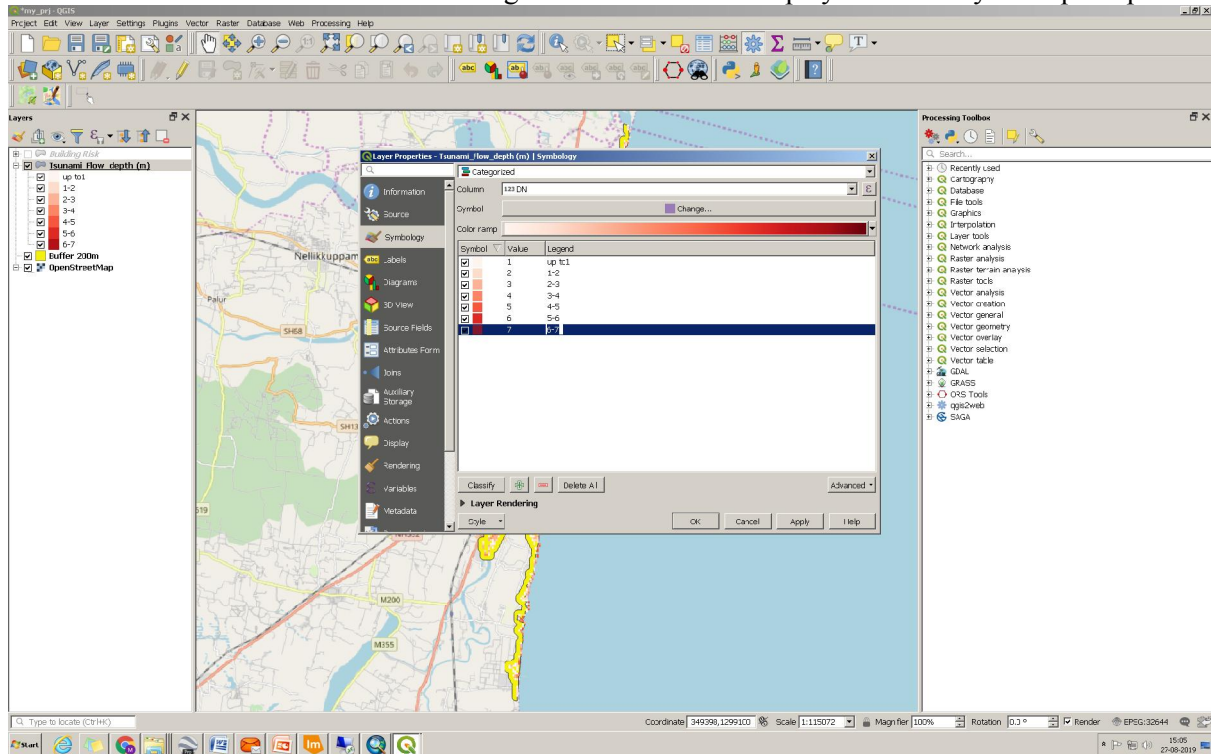 *my_prj - QGIS
Project Edit View Layer Settings Plugins Vector Raster Database Web Processing Help
Layers
Building Risk
Tsunami Flow depth (m)
up to1
1-2
2-3
3-4
4-5
5-6
6-7
Buffer 200m
OpenStreetMap
Nellikkuppam
Palur
SH68
SH13
619
M200
M355
Layer Properties - Tsunami_flow_depth (m) | Symbology
Information
Source
Symbology
Labels
Diagrams
3D View
Source Fields
Attributes Form
Joins
Auxiliary
Storage
Actions
Display
Rendering
Variables
Metadata
Categorized
Column 123 DN
Symbol Change...
Color ramp
Symbol Value Legend
1 up to1
2 1-2
3 2-3
4 3-4
5 4-5
6 5-6
7 6-7
Classify Delete All Advanced
Layer Rendering
Style OK Cancel Apply Help
Processing Toolbox
Search...
Recently used
Cartography
Database
File tools
Graphics
Interpolation
Layer tools
Network analysis
Raster analysis
Raster terrain analysis
Raster tools
Vector analysis
Vector creation
Vector general
Vector geometry
Vector overlay
Vector selection
Vector table
GDAL
GRASS
ORS Tools
qgis2web
SAGA
Type to locate (Ctrl+K) Coordinate 349398,1299100 Scale 1:115072 Magnifier 100% Rotation 0.0 ° Render EPSG:32644
Start 15:05
27-08-2019